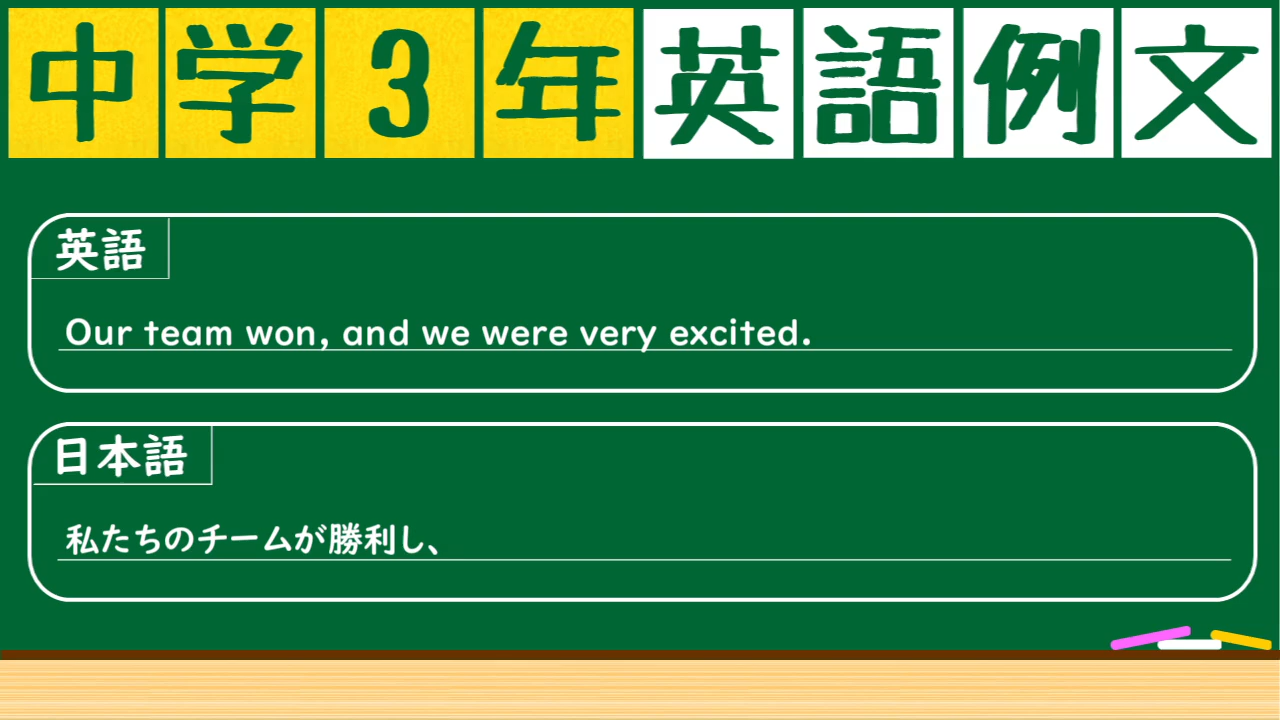 中学3年英語例文
英語
Our team won, and we were very excited.
日本語
私たちのチームが勝利し、